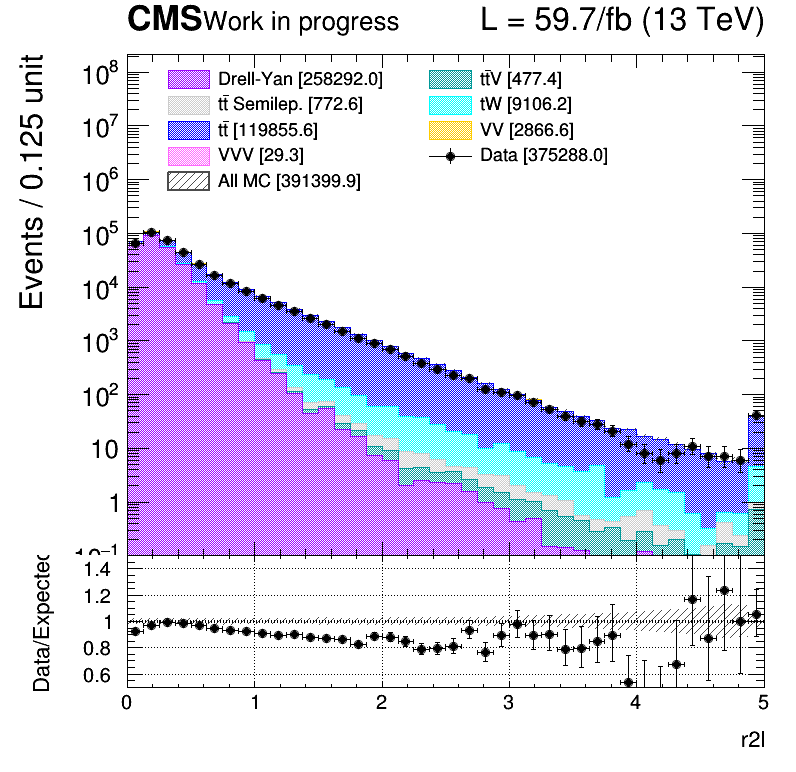 CMS Work in progress L = 59.7/fb (13 TeV)
Events / 0.125 unit
10⁸
10⁷
10⁶
10⁵
10⁴
10³
10²
10
1
10⁻¹
Drell-Yan [258292.0]
tt̄ Semilep. [772.6]
tt̄ [119855.6]
VVV [29.3]
All MC [391399.9]
tt̄V [477.4]
tW [9106.2]
VV [2866.6]
Data [375288.0]
Data/Expected
1.4
1.2
1
0.8
0.6
0 1 2 3 4 5
r2l